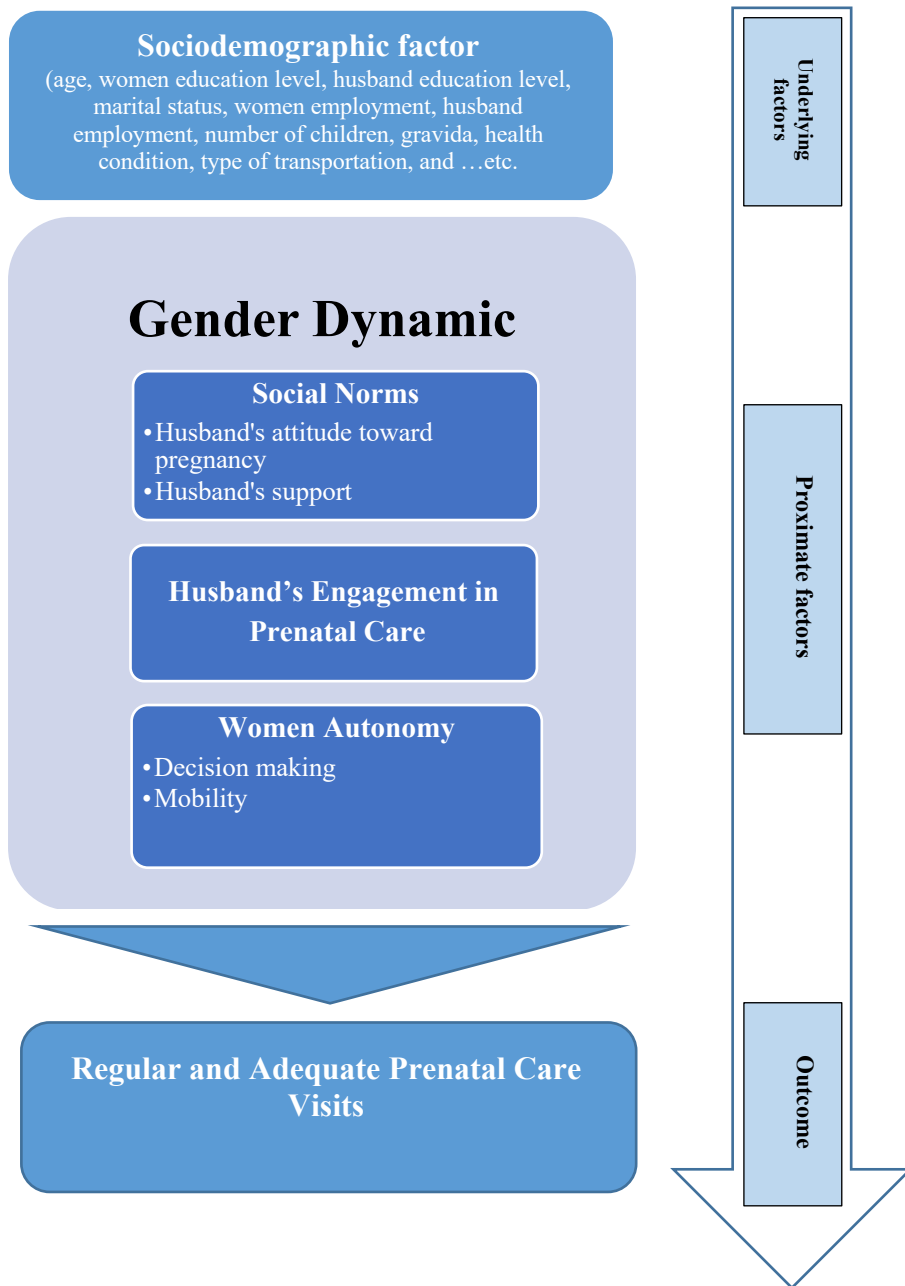 Sociodemographic factor
(age, women education level, husband education level,
marital status, women employment, husband
employment, number of children, gravida, health
condition, type of transportation, and …etc.
Underlying
factors
Gender Dynamic
Social Norms
•Husband's attitude toward
pregnancy
•Husband's support
Husband’s Engagement in
Prenatal Care
Women Autonomy
•Decision making
•Mobility
Proximate factors
Regular and Adequate Prenatal Care
Visits
Outcome